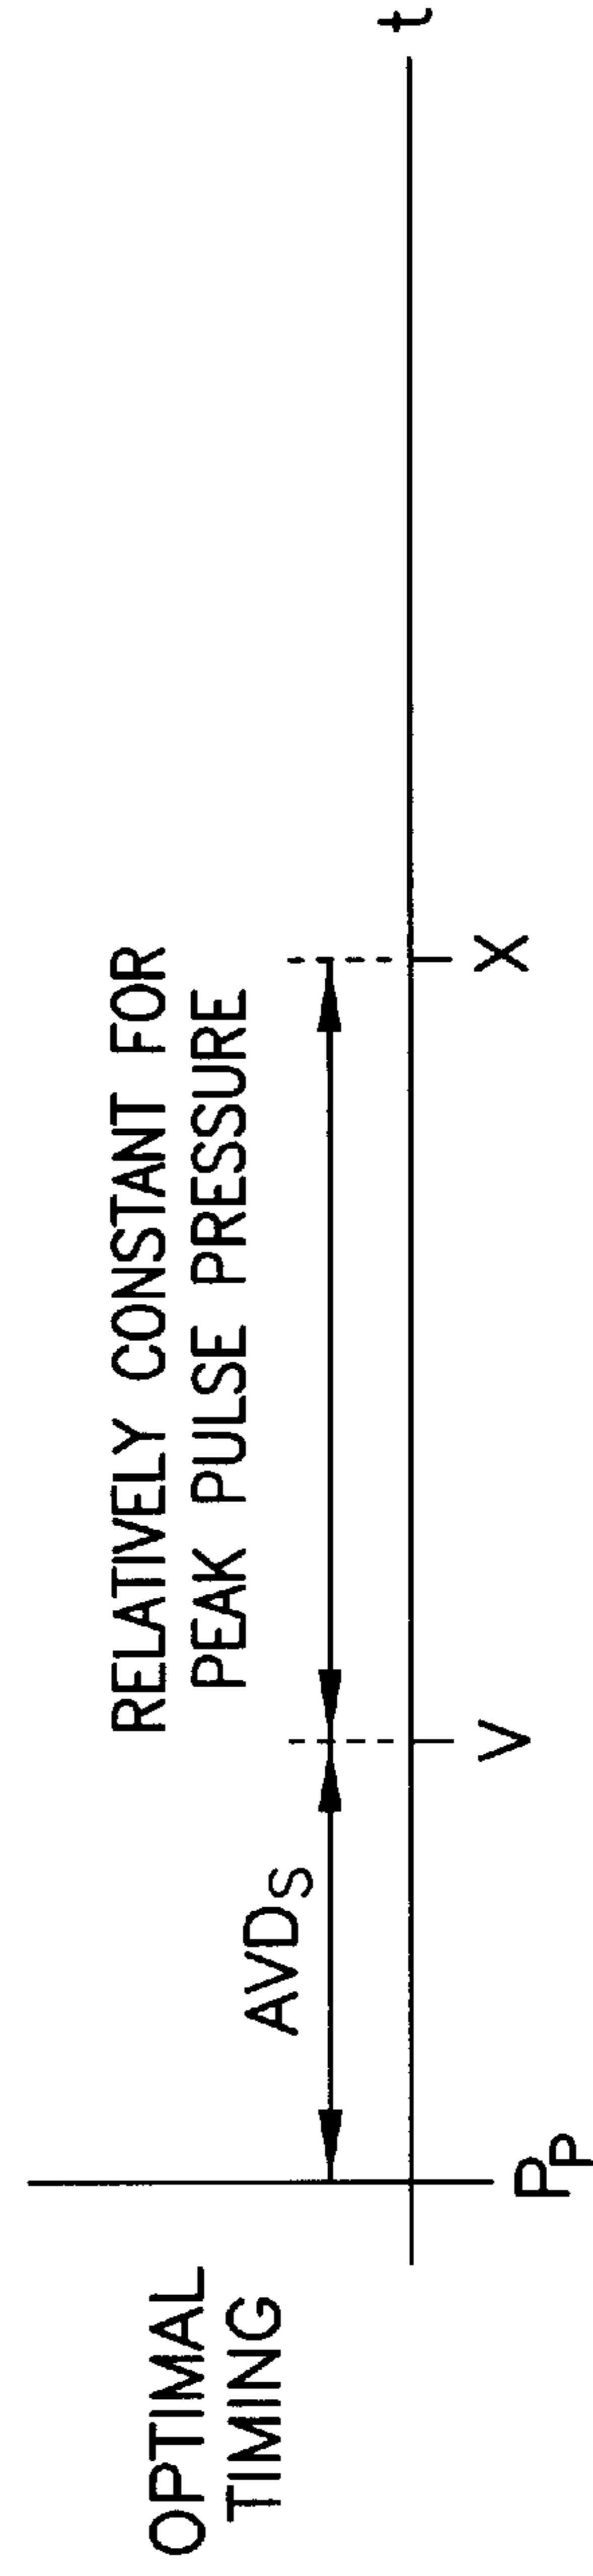 OPTIMAL
TIMING
RELATIVELY CONSTANT FOR
PEAK PULSE PRESSURE
AVDS
PP
V
X
t